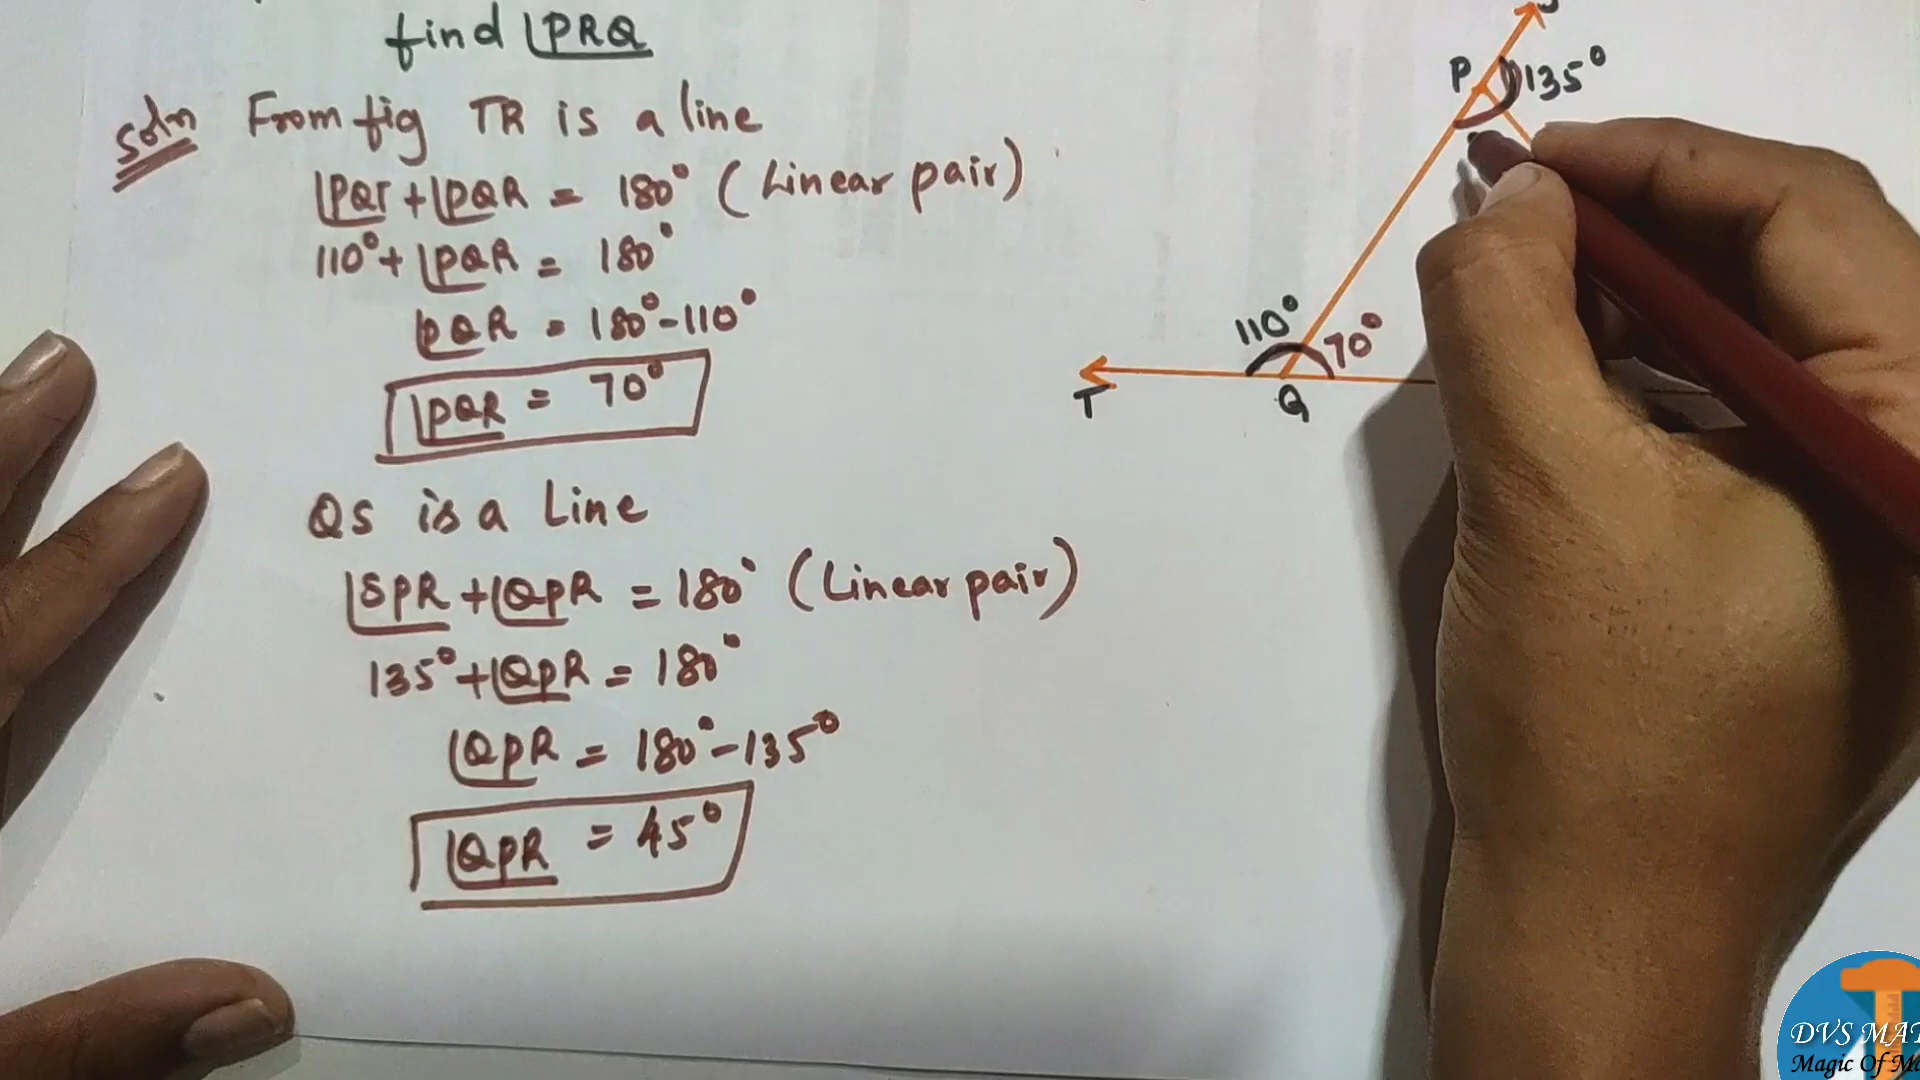 find ∠PRQ
Soln From fig TR is a line
∠PQT + ∠PQR = 180° (Linear pair)
110° + ∠PQR = 180°
∠PQR = 180° - 110°
∠PQR = 70°
QS is a Line
∠SPR + ∠QPR = 180° (Linear pair)
135° + ∠QPR = 180°
∠QPR = 180° - 135°
∠QPR = 45°
P 135°
110° 70°
T Q
DVS
Magic Of